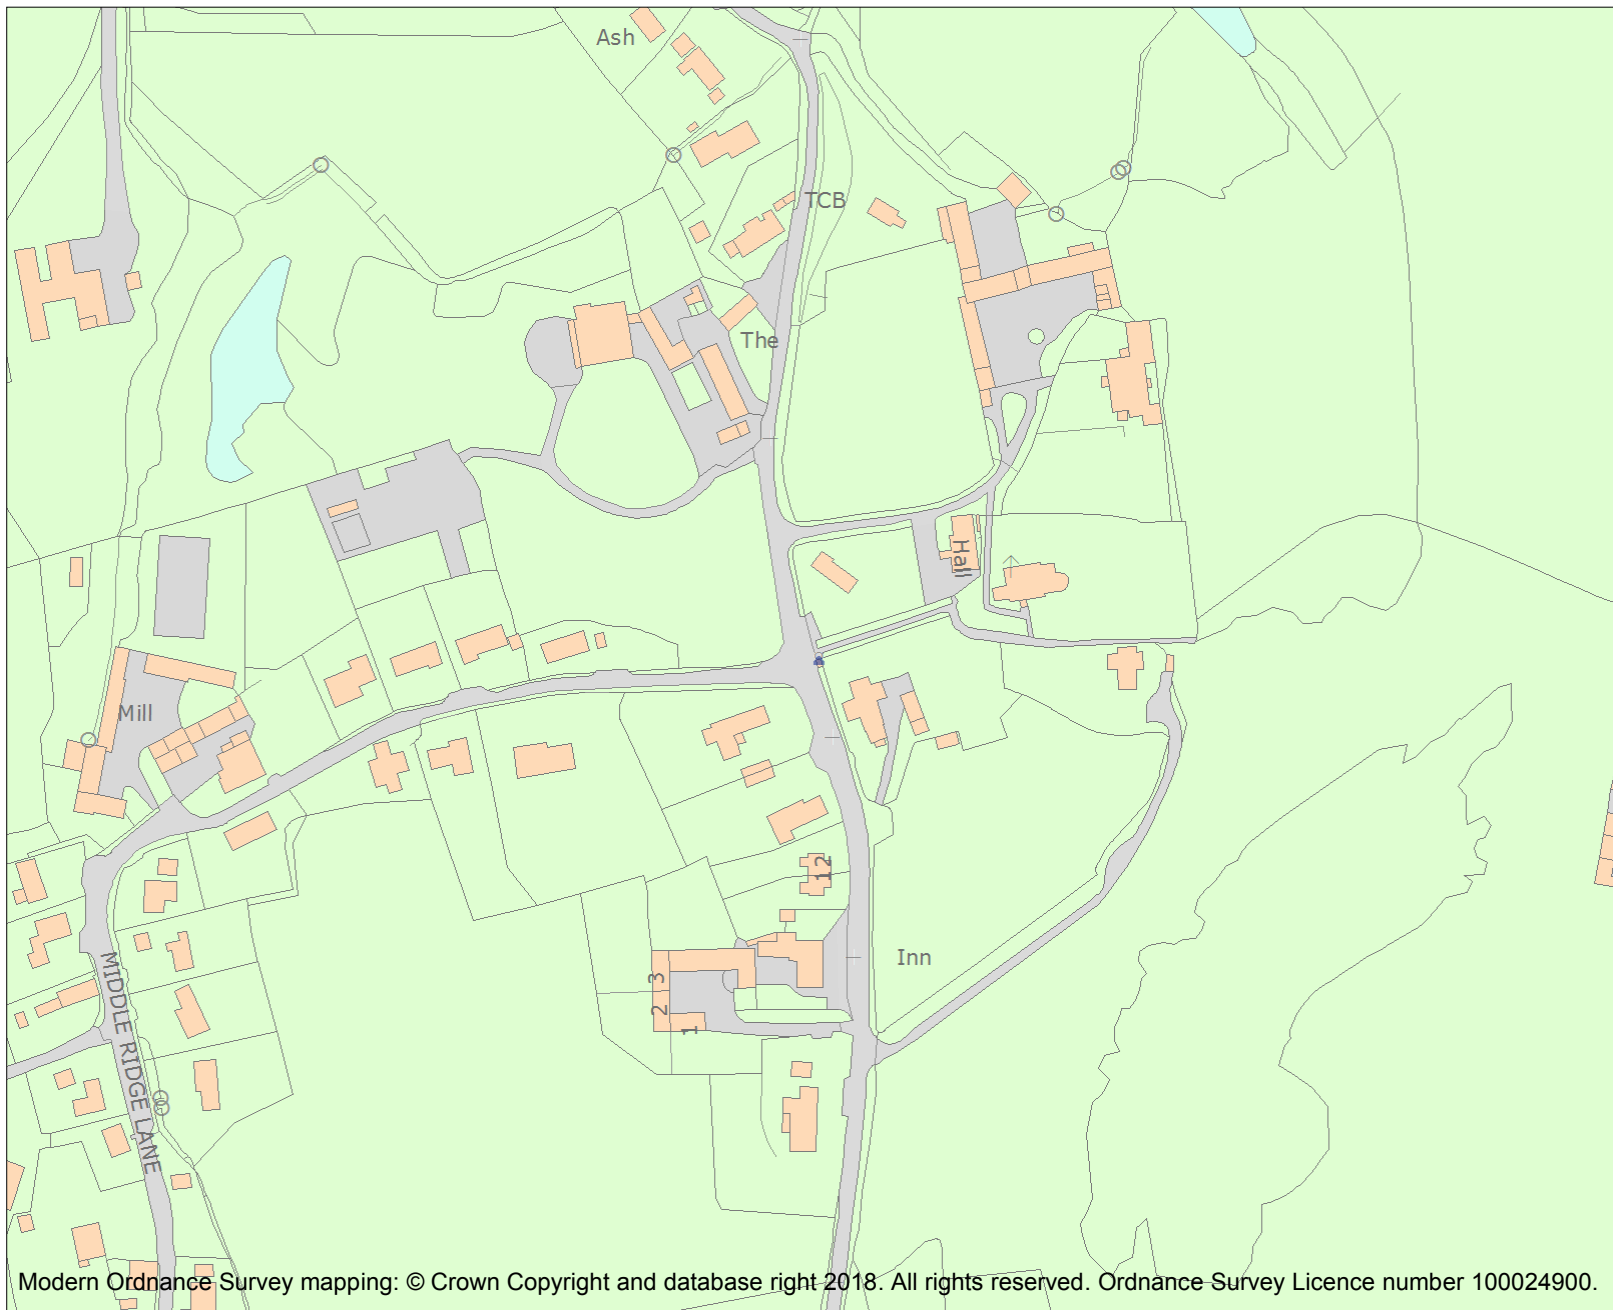 Ash
TCB
The
Hall
Mill
12
Inn
3
2
1
MIDDLE RIDGE LANE
Modern Ordnance Survey mapping: © Crown Copyright and database right 2018. All rights reserved. Ordnance Survey Licence number 100024900.